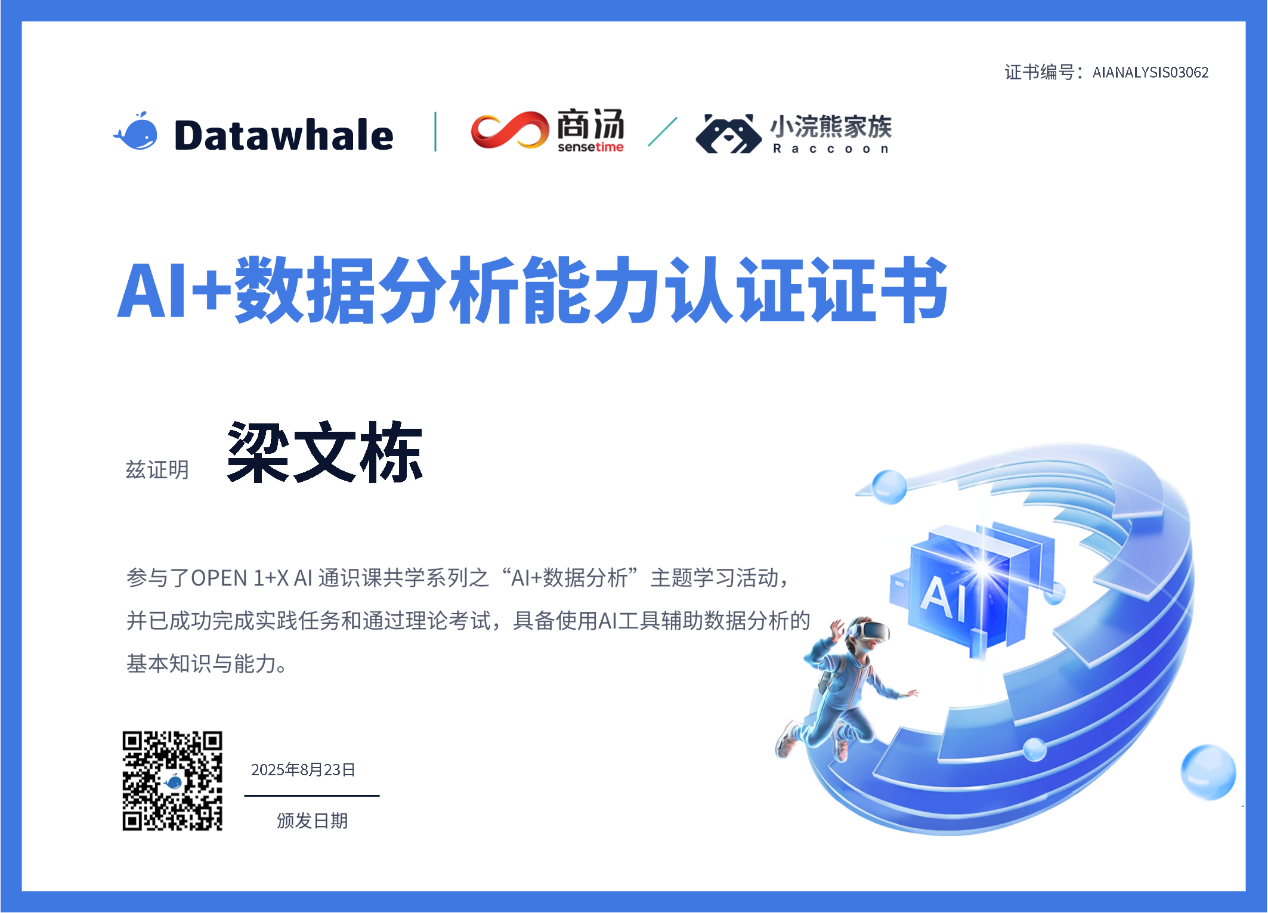 证书编号：AIANALYSIS03062
Datawhale
商汤
sensetime
小浣熊家族
Raccoon
AI+数据分析能力认证证书
兹证明 梁文栋
参与了OPEN 1+X AI 通识课共学系列之“AI+数据分析”主题学习活动，
并已成功完成实践任务和通过理论考试，具备使用AI工具辅助数据分析的
基本知识与能力。
AI
2025年8月23日
颁发日期